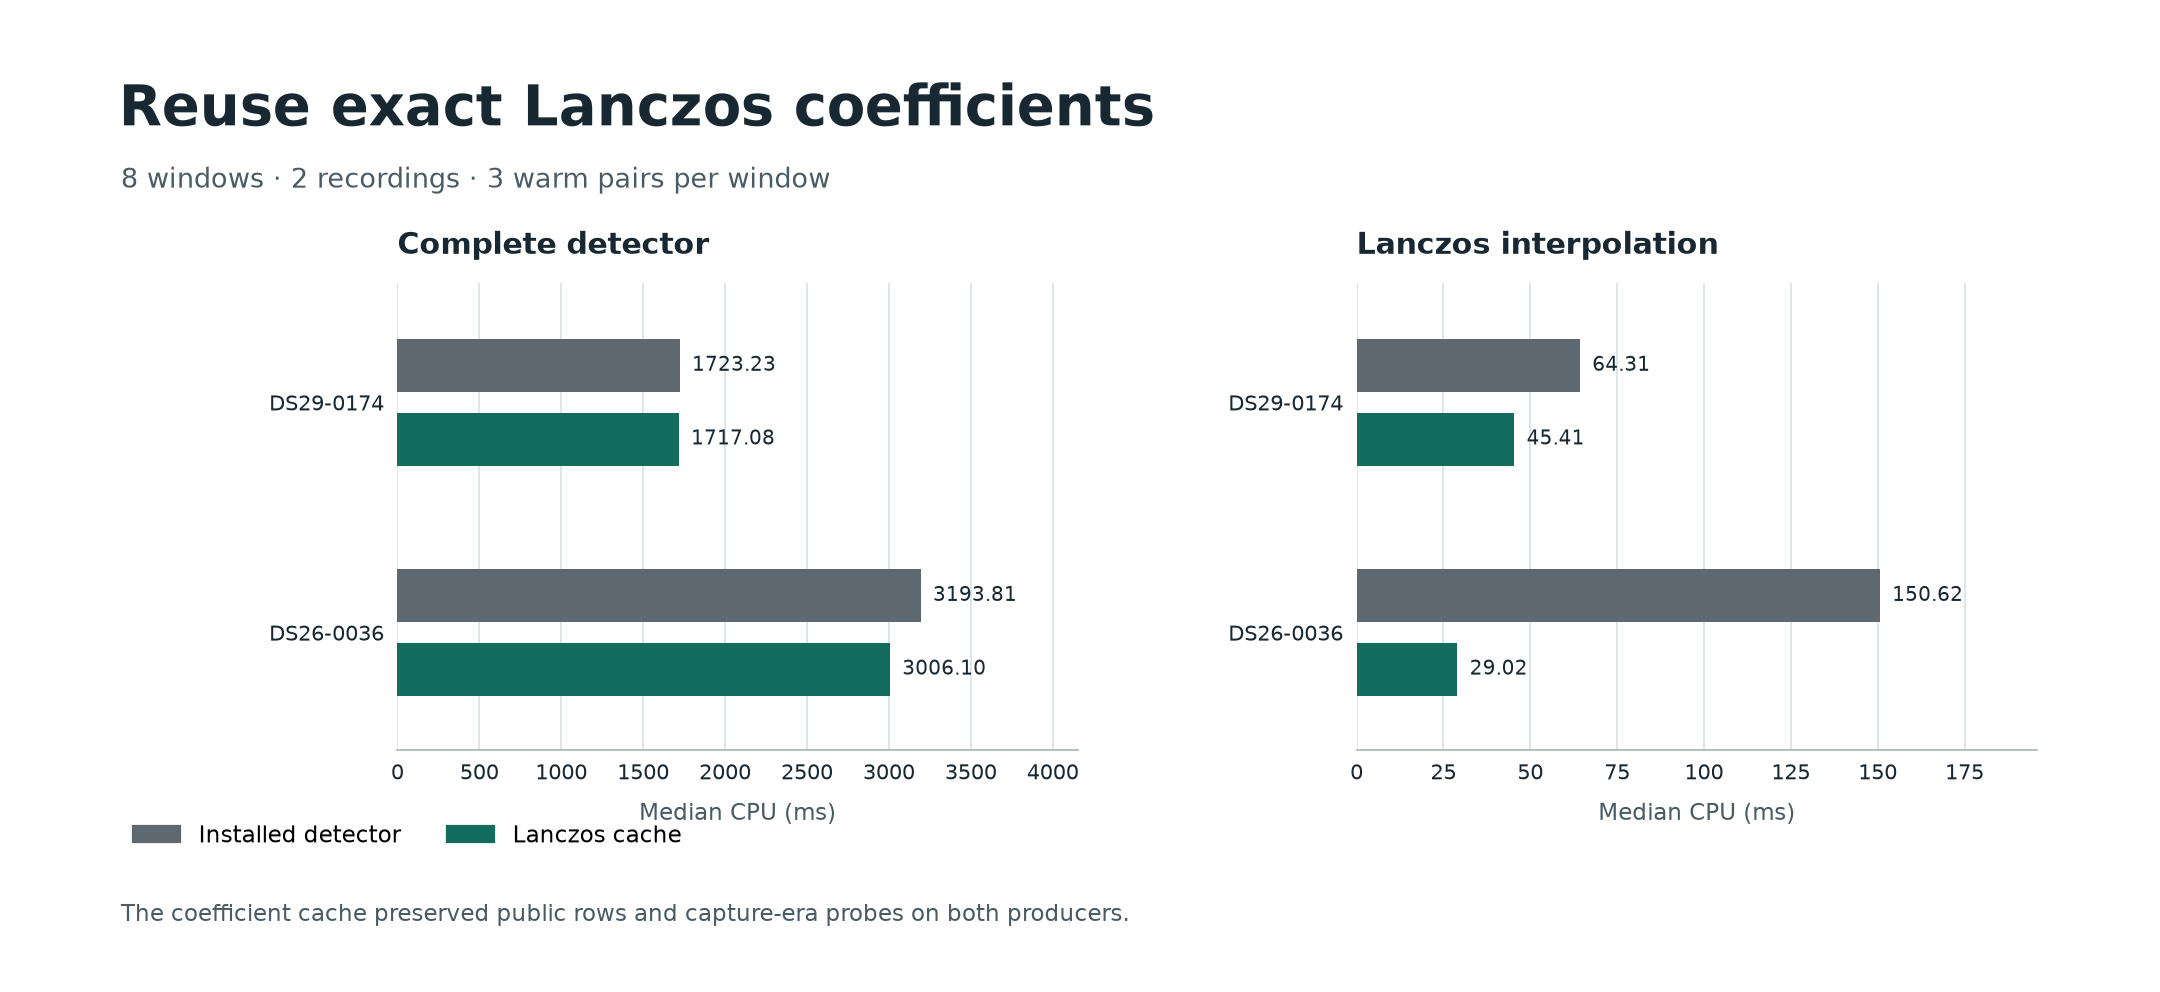 Reuse exact Lanczos coefficients
8 windows · 2 recordings · 3 warm pairs per window
Complete detector
DS29-0174
1723.23
1717.08
DS26-0036
3193.81
3006.10
0 500 1000 1500 2000 2500 3000 3500 4000
Median CPU (ms)
Lanczos interpolation
DS29-0174
64.31
45.41
DS26-0036
150.62
29.02
0 25 50 75 100 125 150 175
Median CPU (ms)
Installed detector Lanczos cache
The coefficient cache preserved public rows and capture-era probes on both producers.